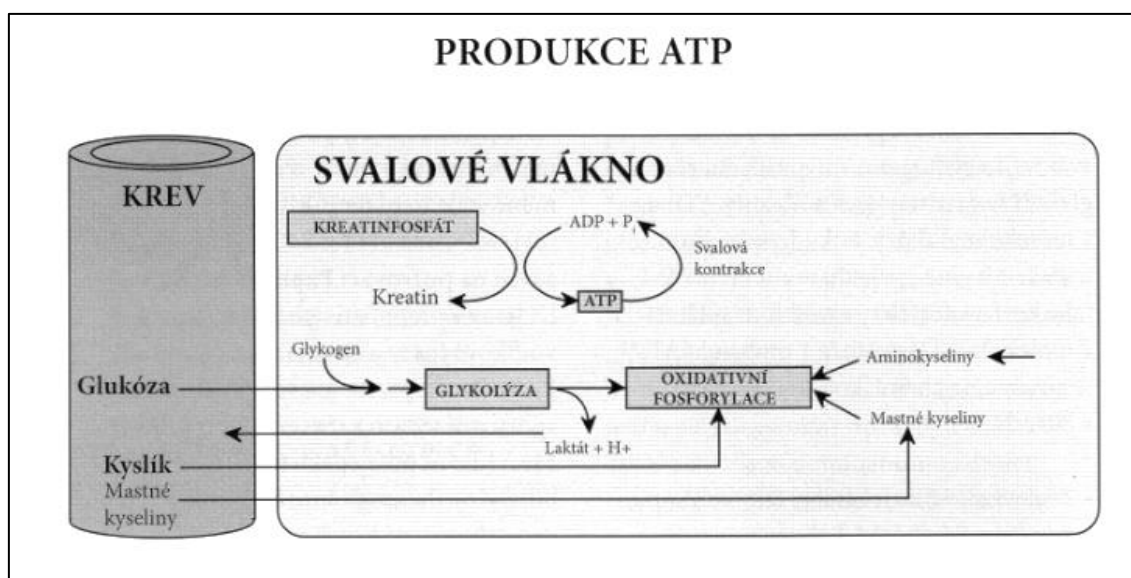 PRODUKCE ATP
KREV
SVALOVÉ VLÁKNO
KREATINFOSFÁT
ADP + P
Svalová
kontrakce
Kreatin
ATP
Glykogen
Glukóza
GLYKOLÝZA
OXIDATIVNÍ
FOSFORYLACE
Aminokyseliny
Mastné kyseliny
Laktát + H+
Kyslík
Mastné
kyseliny